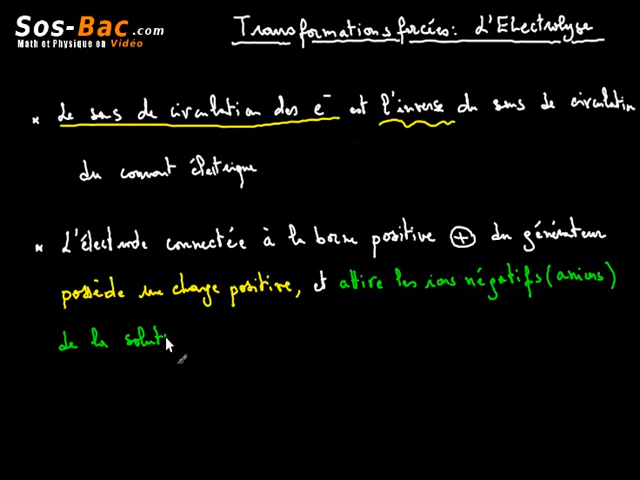 Sos-Bac.com
Math et Physique en Vidéo
Transformations forcées: L'Electrolyse
* Le sens de circulation des e⁻ est l'inverse du sens de circulation
du courant électrique
* L'électrode connectée à la borne positive ⊕ du générateur
possède une charge positive, et attire les ions négatifs (anions)
de la solut